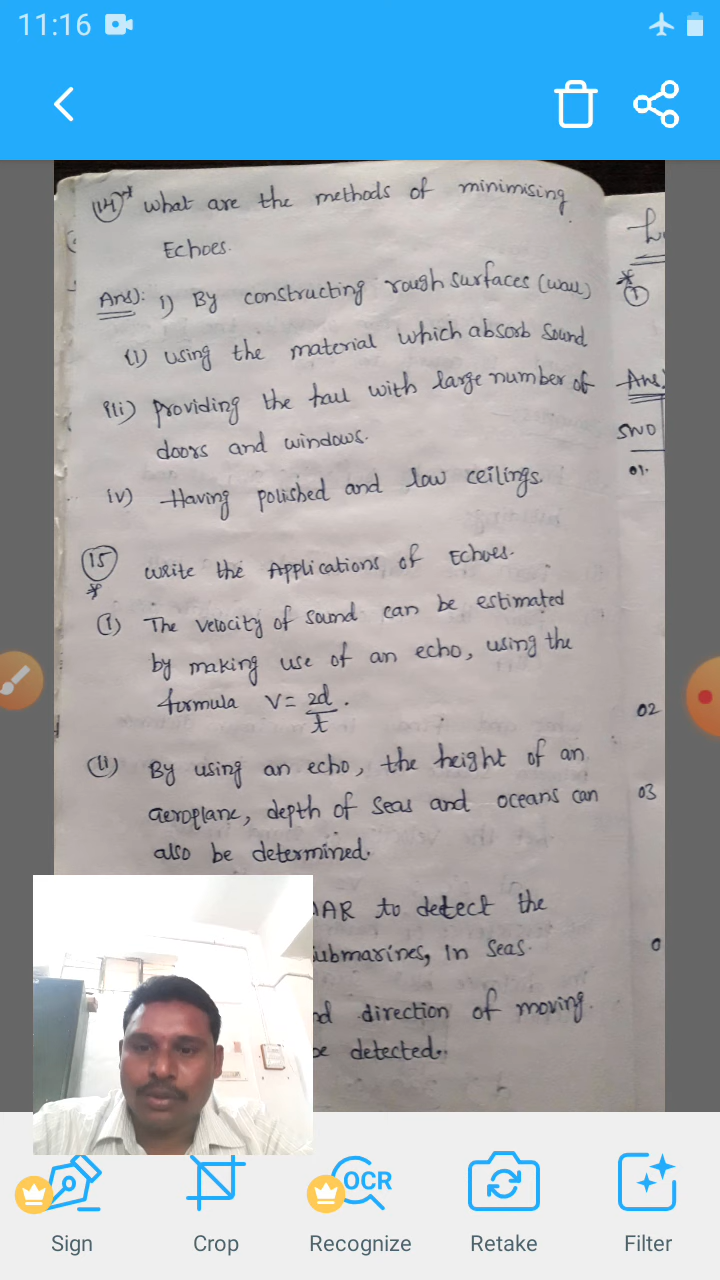 11:16
14 What are the methods of minimising
Echoes.
Ans): i) By constructing rough surfaces (wall)
(i) using the material which absorb sound
iii) providing the hall with large number of
doors and windows.
iv) Having polished and low ceilings.
15 Write the Applications of Echoes.
(i) The velocity of sound can be estimated
by making use of an echo, using the
formula V= 2d/t.
(ii) By using an echo, the height of an
aeroplane, depth of seas and oceans can
also be determined.
AR to detect the
submarines, in seas.
nd direction of moving.
be detected.
1
Ans
SNO
01.
02
03
0
Sign
Crop
OCR
Recognize
Retake
Filter